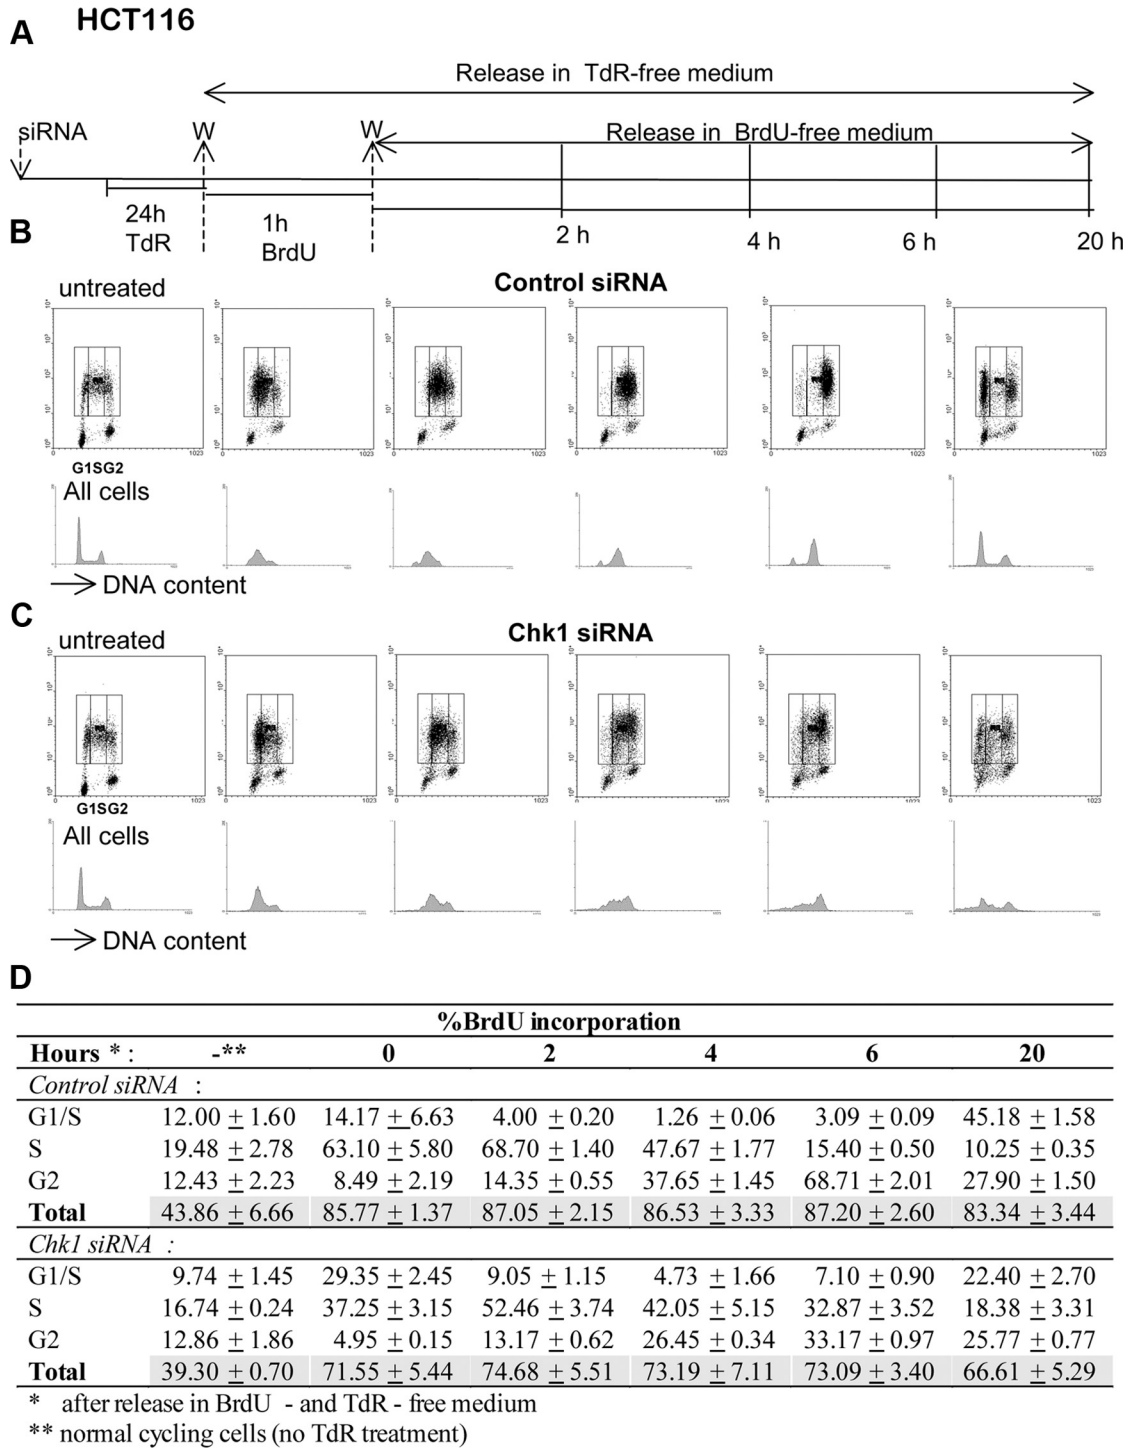 A HCT116
Release in TdR-free medium
siRNA W W Release in BrdU-free medium
24h TdR
1h BrdU
2 h 4 h 6 h 20 h
B
untreated Control siRNA
G1SG2
All cells
DNA content
C
untreated Chk1 siRNA
G1SG2
All cells
DNA content
D
%BrdU incorporation
Hours * : -** 0 2 4 6 20
Control siRNA :
G1/S 12.00 ± 1.60 14.17 ± 6.63 4.00 ± 0.20 1.26 ± 0.06 3.09 ± 0.09 45.18 ± 1.58
S 19.48 ± 2.78 63.10 ± 5.80 68.70 ± 1.40 47.67 ± 1.77 15.40 ± 0.50 10.25 ± 0.35
G2 12.43 ± 2.23 8.49 ± 2.19 14.35 ± 0.55 37.65 ± 1.45 68.71 ± 2.01 27.90 ± 1.50
Total 43.86 ± 6.66 85.77 ± 1.37 87.05 ± 2.15 86.53 ± 3.33 87.20 ± 2.60 83.34 ± 3.44
Chk1 siRNA :
G1/S 9.74 ± 1.45 29.35 ± 2.45 9.05 ± 1.15 4.73 ± 1.66 7.10 ± 0.90 22.40 ± 2.70
S 16.74 ± 0.24 37.25 ± 3.15 52.46 ± 3.74 42.05 ± 5.15 32.87 ± 3.52 18.38 ± 3.31
G2 12.86 ± 1.86 4.95 ± 0.15 13.17 ± 0.62 26.45 ± 0.34 33.17 ± 0.97 25.77 ± 0.77
Total 39.30 ± 0.70 71.55 ± 5.44 74.68 ± 5.51 73.19 ± 7.11 73.09 ± 3.40 66.61 ± 5.29
* after release in BrdU - and TdR - free medium
** normal cycling cells (no TdR treatment)